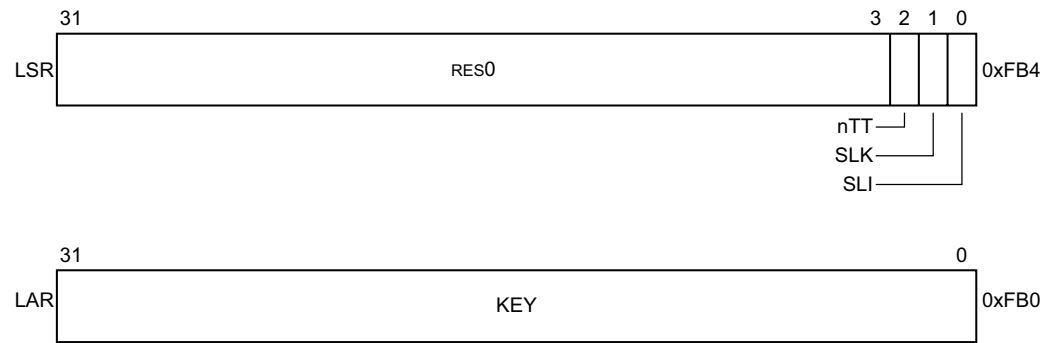 31 3 2 1 0
LSR RES0 0xFB4
nTT
SLK
SLI
31 0
LAR KEY 0xFB0